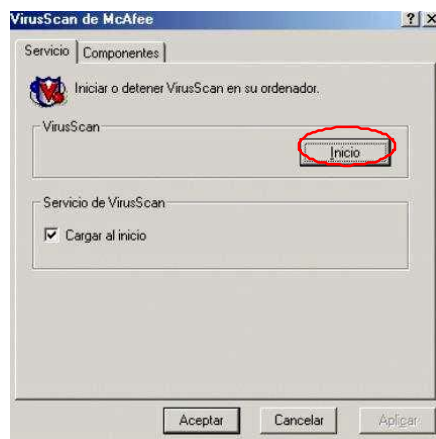 VirusScan de McAfee
Servicio Componentes
Iniciar o detener VirusScan en su ordenador.
VirusScan
Inicio
Servicio de VirusScan
Cargar al inicio
Aceptar Cancelar Aplicar